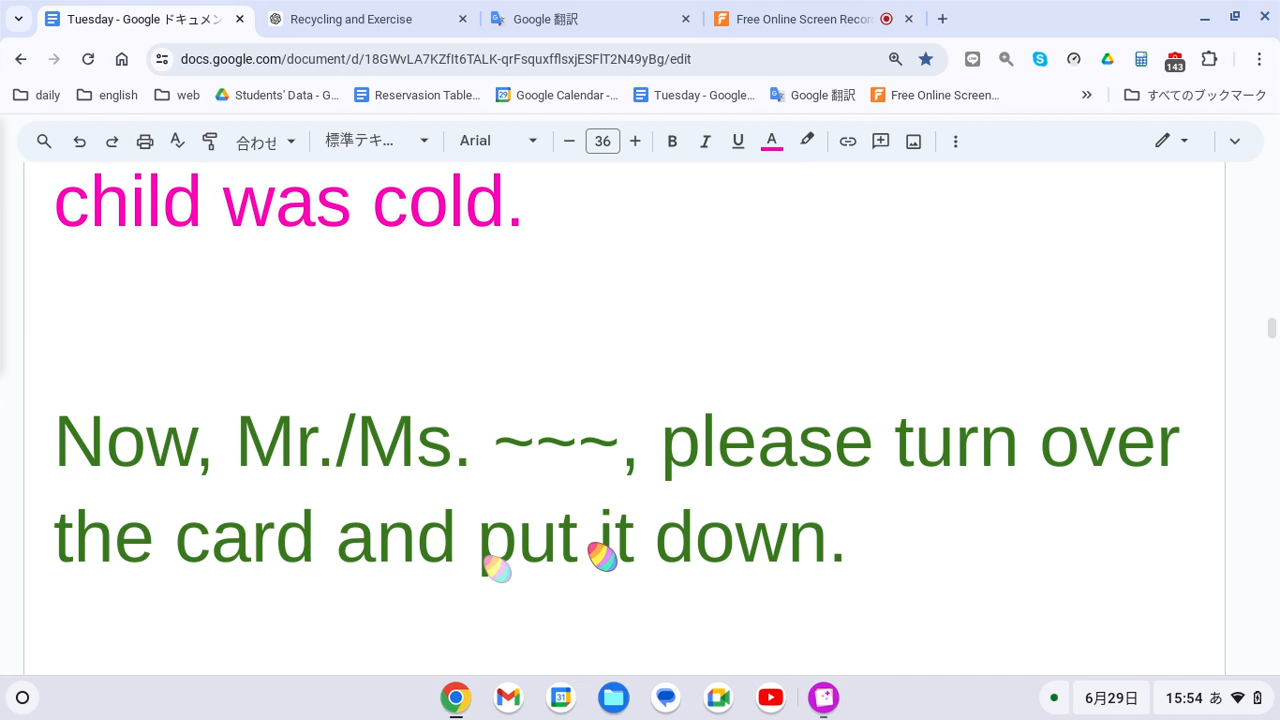 Tuesday - Google ドキュメン
Recycling and Exercise
Google 翻訳
Free Online Screen Recor
docs.google.com/document/d/18GWvLA7KZfIt6TALK-qrFsquxfflsxjESFlT2N49yBg/edit
143
daily
english
web
Students' Data - G...
Reservasion Table...
Google Calendar -...
Tuesday - Google...
Google 翻訳
Free Online Screen...
すべてのブックマーク
合わせ
標準テキ...
Arial
36
child was cold.
Now, Mr./Ms. ~~~, please turn over
the card and put it down.
6月29日
15:54 あ